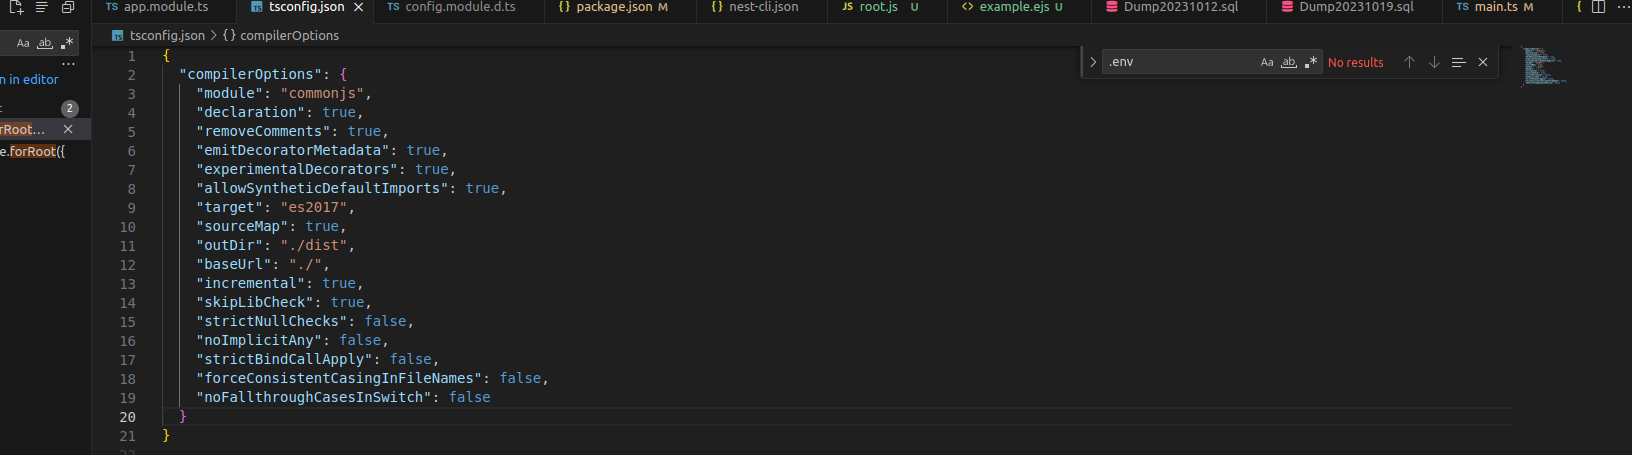 TS app.module.ts TS tsconfig.json TS config.module.d.ts {} package.json M {} nest-cli.json JS root.js U <> example.ejs U Dump20231012.sql Dump20231019.sql TS main.ts M {
TS tsconfig.json > {} compilerOptions
Aa ab .*
n in editor
2
rRoot...
e.forRoot({
.env Aa ab .* No results
1 {
2 "compilerOptions": {
3 "module": "commonjs",
4 "declaration": true,
5 "removeComments": true,
6 "emitDecoratorMetadata": true,
7 "experimentalDecorators": true,
8 "allowSyntheticDefaultImports": true,
9 "target": "es2017",
10 "sourceMap": true,
11 "outDir": "./dist",
12 "baseUrl": "./",
13 "incremental": true,
14 "skipLibCheck": true,
15 "strictNullChecks": false,
16 "noImplicitAny": false,
17 "strictBindCallApply": false,
18 "forceConsistentCasingInFileNames": false,
19 "noFallthroughCasesInSwitch": false
20 }
21 }
22